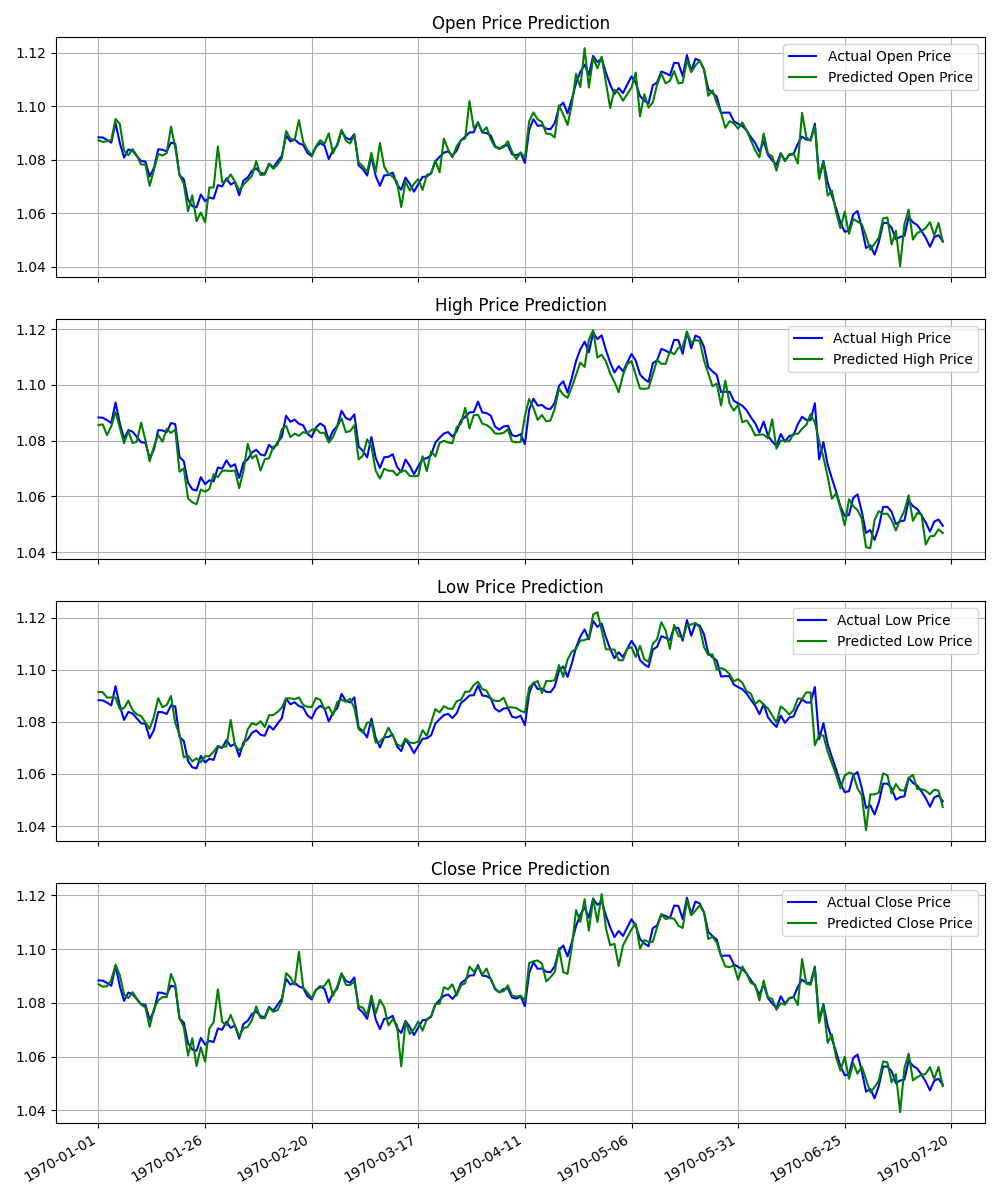 Open Price Prediction
1.12
1.10
1.08
1.06
1.04
Actual Open Price
Predicted Open Price
High Price Prediction
1.12
1.10
1.08
1.06
1.04
Actual High Price
Predicted High Price
Low Price Prediction
1.12
1.10
1.08
1.06
1.04
Actual Low Price
Predicted Low Price
Close Price Prediction
1.12
1.10
1.08
1.06
1.04
Actual Close Price
Predicted Close Price
1970-01-01 1970-01-26 1970-02-20 1970-03-17 1970-04-11 1970-05-06 1970-05-31 1970-06-25 1970-07-20